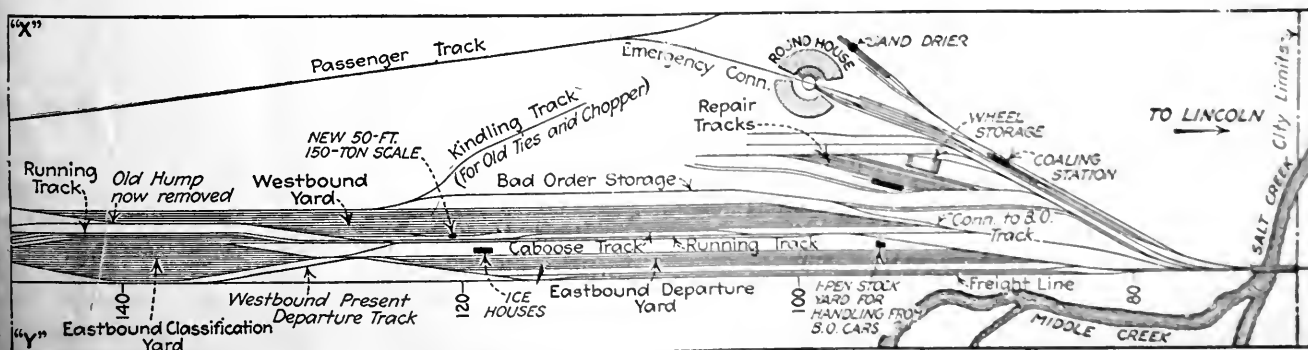 "X"
Passenger Track
Emergency Conn.
ROUND HOUSE
SAND DRIER
Kindling Track
(For Old Ties and Chopper)
NEW 50-FT.
150-TON SCALE
Repair
Tracks
WHEEL
STORAGE
COALING
STATION
TO LINCOLN
City Limits
SALT CREEK
Running
Track
Old Hump
now removed
Westbound
Yard
Bad Order Storage
Conn. to B.O.
Track
Caboose Track
Running Track
140
120
100
80
ICE
HOUSES
Westbound Present
Departure Track
Eastbound Departure
Yard
1-PEN STOCK
YARD FOR
HANDLING FROM
B.O. CARS
Freight Line
MIDDLE CREEK
"Y"
Eastbound Classification
Yard